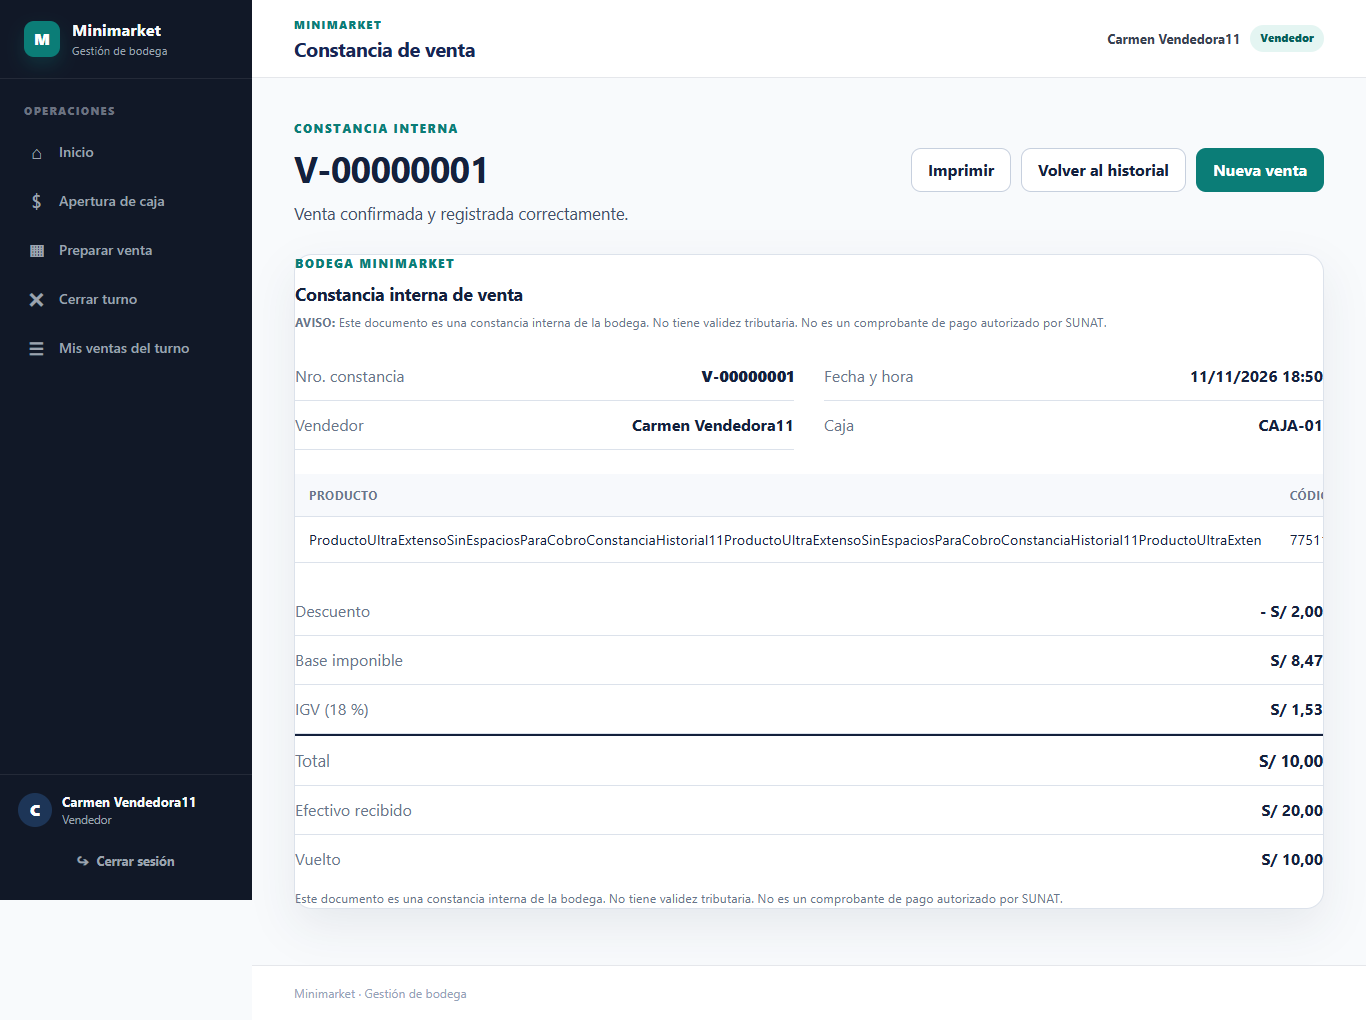 M
Minimarket
Gestión de bodega
OPERACIONES
Inicio
$ Apertura de caja
Preparar venta
Cerrar turno
Mis ventas del turno
C
Carmen Vendedora11
Vendedor
Cerrar sesión
MINIMARKET
Constancia de venta
Carmen Vendedora11 Vendedor
CONSTANCIA INTERNA
V-00000001
Imprimir Volver al historial Nueva venta
Venta confirmada y registrada correctamente.
BODEGA MINIMARKET
Constancia interna de venta
AVISO: Este documento es una constancia interna de la bodega. No tiene validez tributaria. No es un comprobante de pago autorizado por SUNAT.
Nro. constancia V-00000001 Fecha y hora 11/11/2026 18:50
Vendedor Carmen Vendedora11 Caja CAJA-01
PRODUCTO
ProductoUltraExtensoSinEspaciosParaCobroConstanciaHistorial11ProductoUltraExtensoSinEspaciosParaCobroConstanciaHistorial11ProductoUltraExten
Descuento - S/ 2,00
Base imponible S/ 8,47
IGV (18 %) S/ 1,53
Total S/ 10,00
Efectivo recibido S/ 20,00
Vuelto S/ 10,00
Este documento es una constancia interna de la bodega. No tiene validez tributaria. No es un comprobante de pago autorizado por SUNAT.
Minimarket · Gestión de bodega